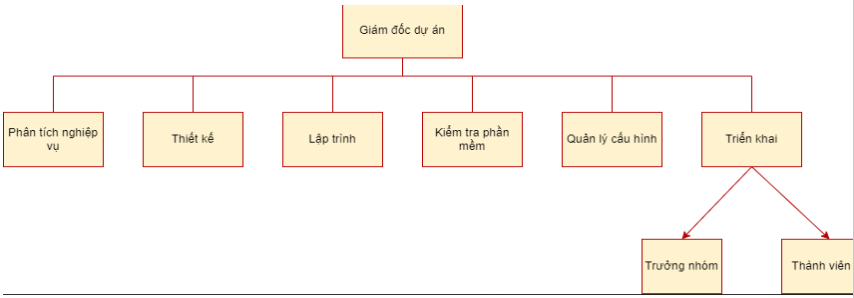 Giám đốc dự án
Phân tích nghiệp
vụ
Thiết kế
Lập trình
Kiểm tra phần
mềm
Quản lý cấu hình
Triển khai
Trưởng nhóm
Thành viên